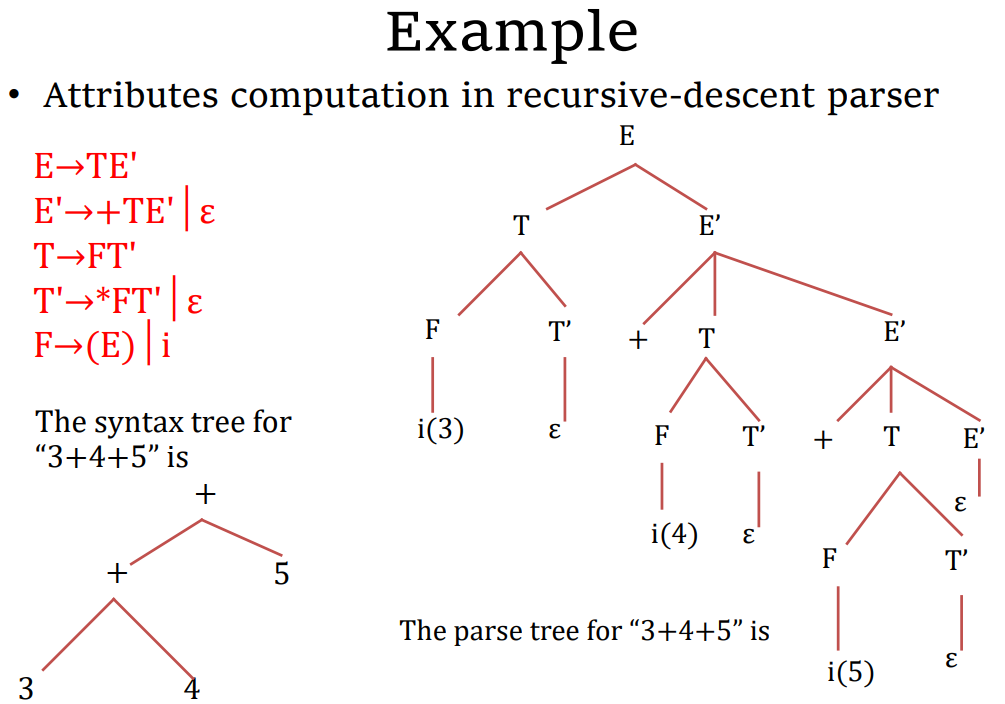 Example
• Attributes computation in recursive-descent parser
E→TE'
E'→+TE'|ε
T→FT'
T'→*FT'|ε
F→(E)|i
The syntax tree for
“3+4+5” is
+
+ 5
3 4
E
T E’
F T’ + T E’
i(3) ε F T’ + T E’
i(4) ε F T’ ε
i(5) ε
The parse tree for “3+4+5” is